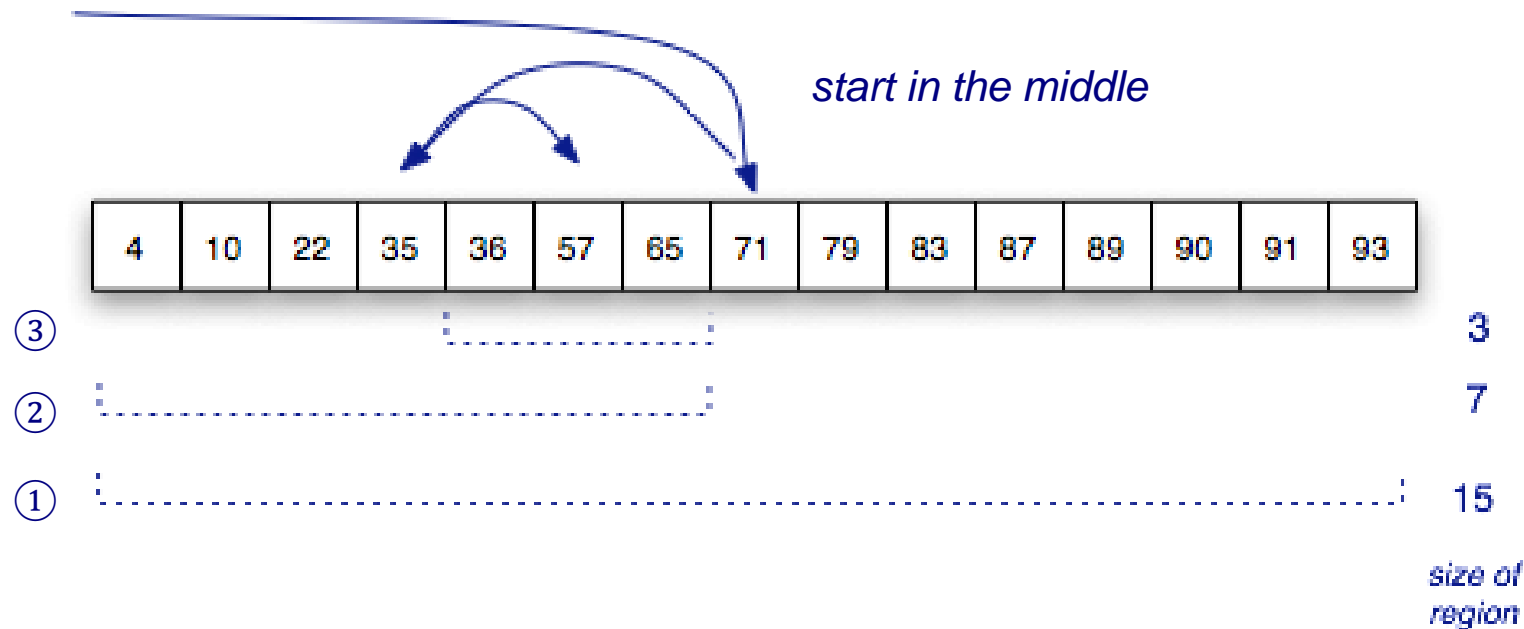 start in the middle
4 10 22 35 36 57 65 71 79 83 87 89 90 91 93
③ 3
② 7
① 15
size of
region